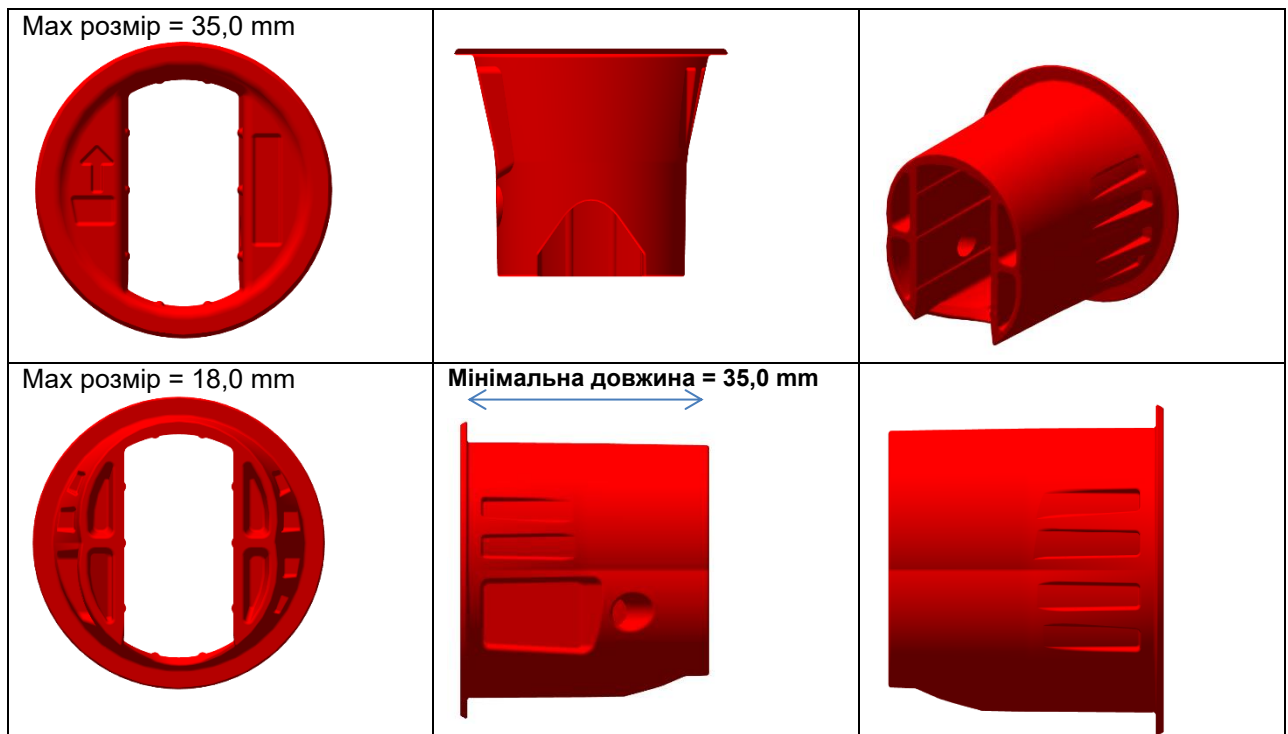 Max розмір = 35,0 mm
Max розмір = 18,0 mm
Мінімальна довжина = 35,0 mm